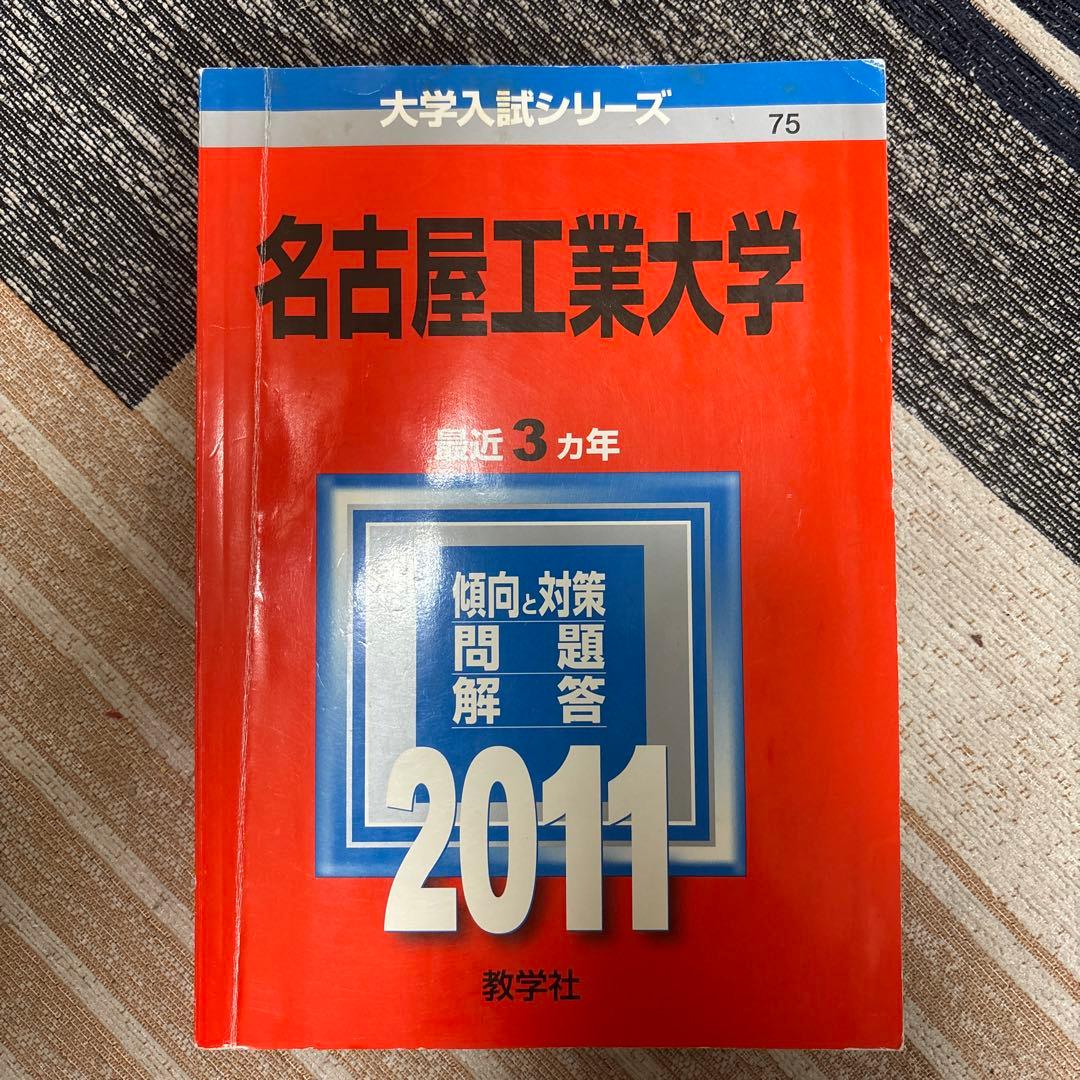 大学入試シリーズ
75
名古屋工業大学
最近3カ年
傾向と対策
問題
解答
2011
教学社